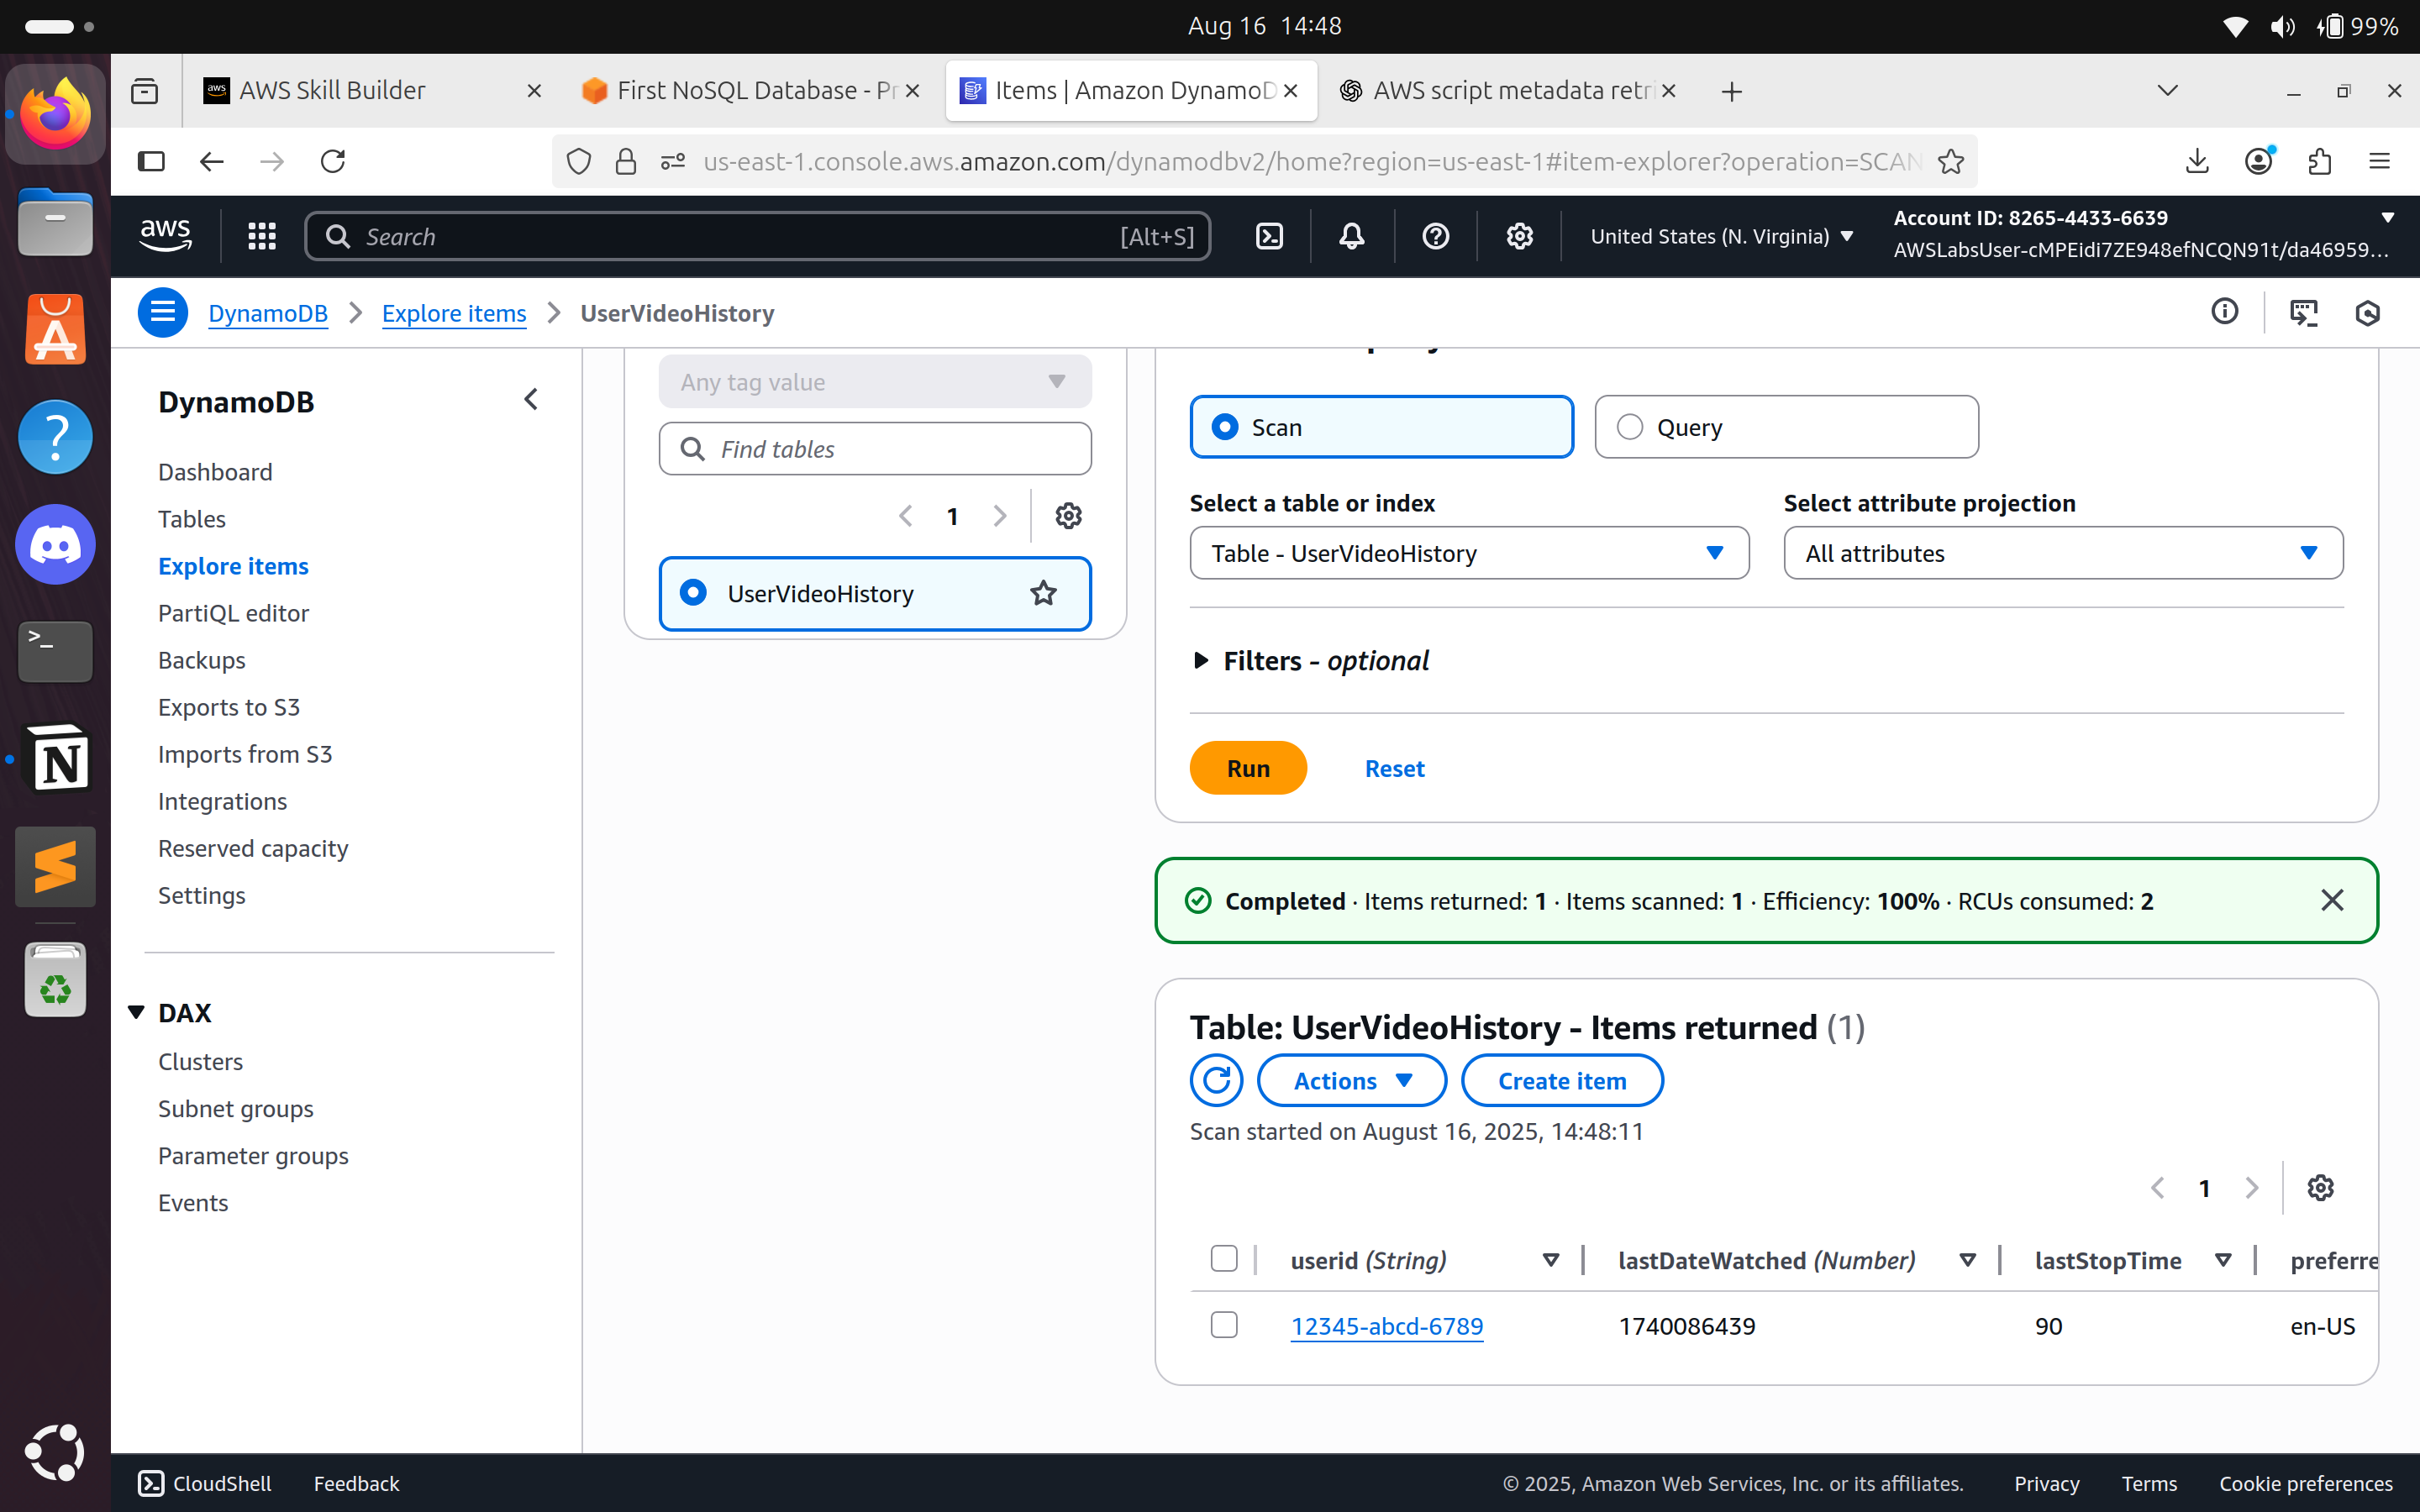 Aug 16 14:48
99%
AWS Skill Builder
First NoSQL Database - Pr
Items | Amazon DynamoD
AWS script metadata retri
us-east-1.console.aws.amazon.com/dynamodbv2/home?region=us-east-1#item-explorer?operation=SCAN
aws
Search
[Alt+S]
United States (N. Virginia)
Account ID: 8265-4433-6639
AWSLabsUser-cMPEidi7ZE948efNCQN91t/da46959...
DynamoDB
Explore items
UserVideoHistory
DynamoDB
Dashboard
Tables
Explore items
PartiQL editor
Backups
Exports to S3
Imports from S3
Integrations
Reserved capacity
Settings
DAX
Clusters
Subnet groups
Parameter groups
Events
Any tag value
Find tables
1
UserVideoHistory
Scan
Query
Select a table or index
Select attribute projection
Table - UserVideoHistory
All attributes
Filters - optional
Run
Reset
Completed · Items returned: 1 · Items scanned: 1 · Efficiency: 100% · RCUs consumed: 2
Table: UserVideoHistory - Items returned (1)
Actions
Create item
Scan started on August 16, 2025, 14:48:11
1
userid (String)
lastDateWatched (Number)
lastStopTime
preferre
12345-abcd-6789
1740086439
90
en-US
CloudShell
Feedback
© 2025, Amazon Web Services, Inc. or its affiliates.
Privacy
Terms
Cookie preferences